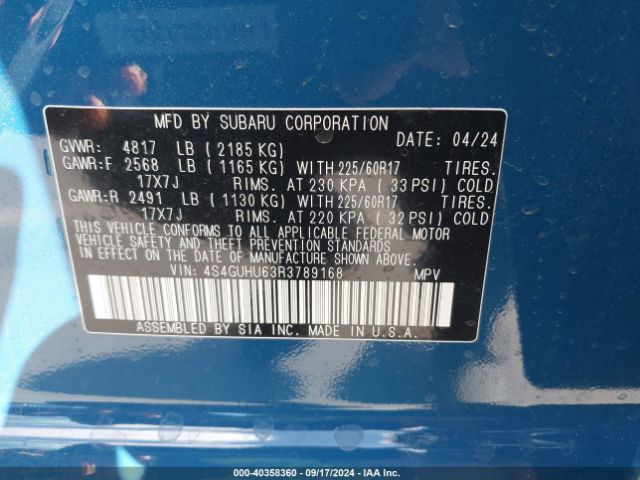 MFD BY SUBARU CORPORATION
GVWR: 4817 LB ( 2185 KG) DATE: 04/24
GAWR:F 2568 LB ( 1165 KG) WITH 225/60R17 TIRES.
17X7J RIMS. AT 230 KPA ( 33 PSI) COLD
GAWR:R 2491 LB ( 1130 KG) WITH 225/60R17 TIRES.
17X7J RIMS. AT 220 KPA ( 32 PSI) COLD
THIS VEHICLE CONFORMS TO ALL APPLICABLE FEDERAL MOTOR
VEHICLE SAFETY AND THEFT PREVENTION STANDARDS
IN EFFECT ON THE DATE OF MANUFACTURE SHOWN ABOVE.
VIN: 4S4GUHU63R3789168 MPV
ASSEMBLED BY SIA INC. MADE IN U.S.A.
000-40358360 - 09/17/2024 - IAA Inc.